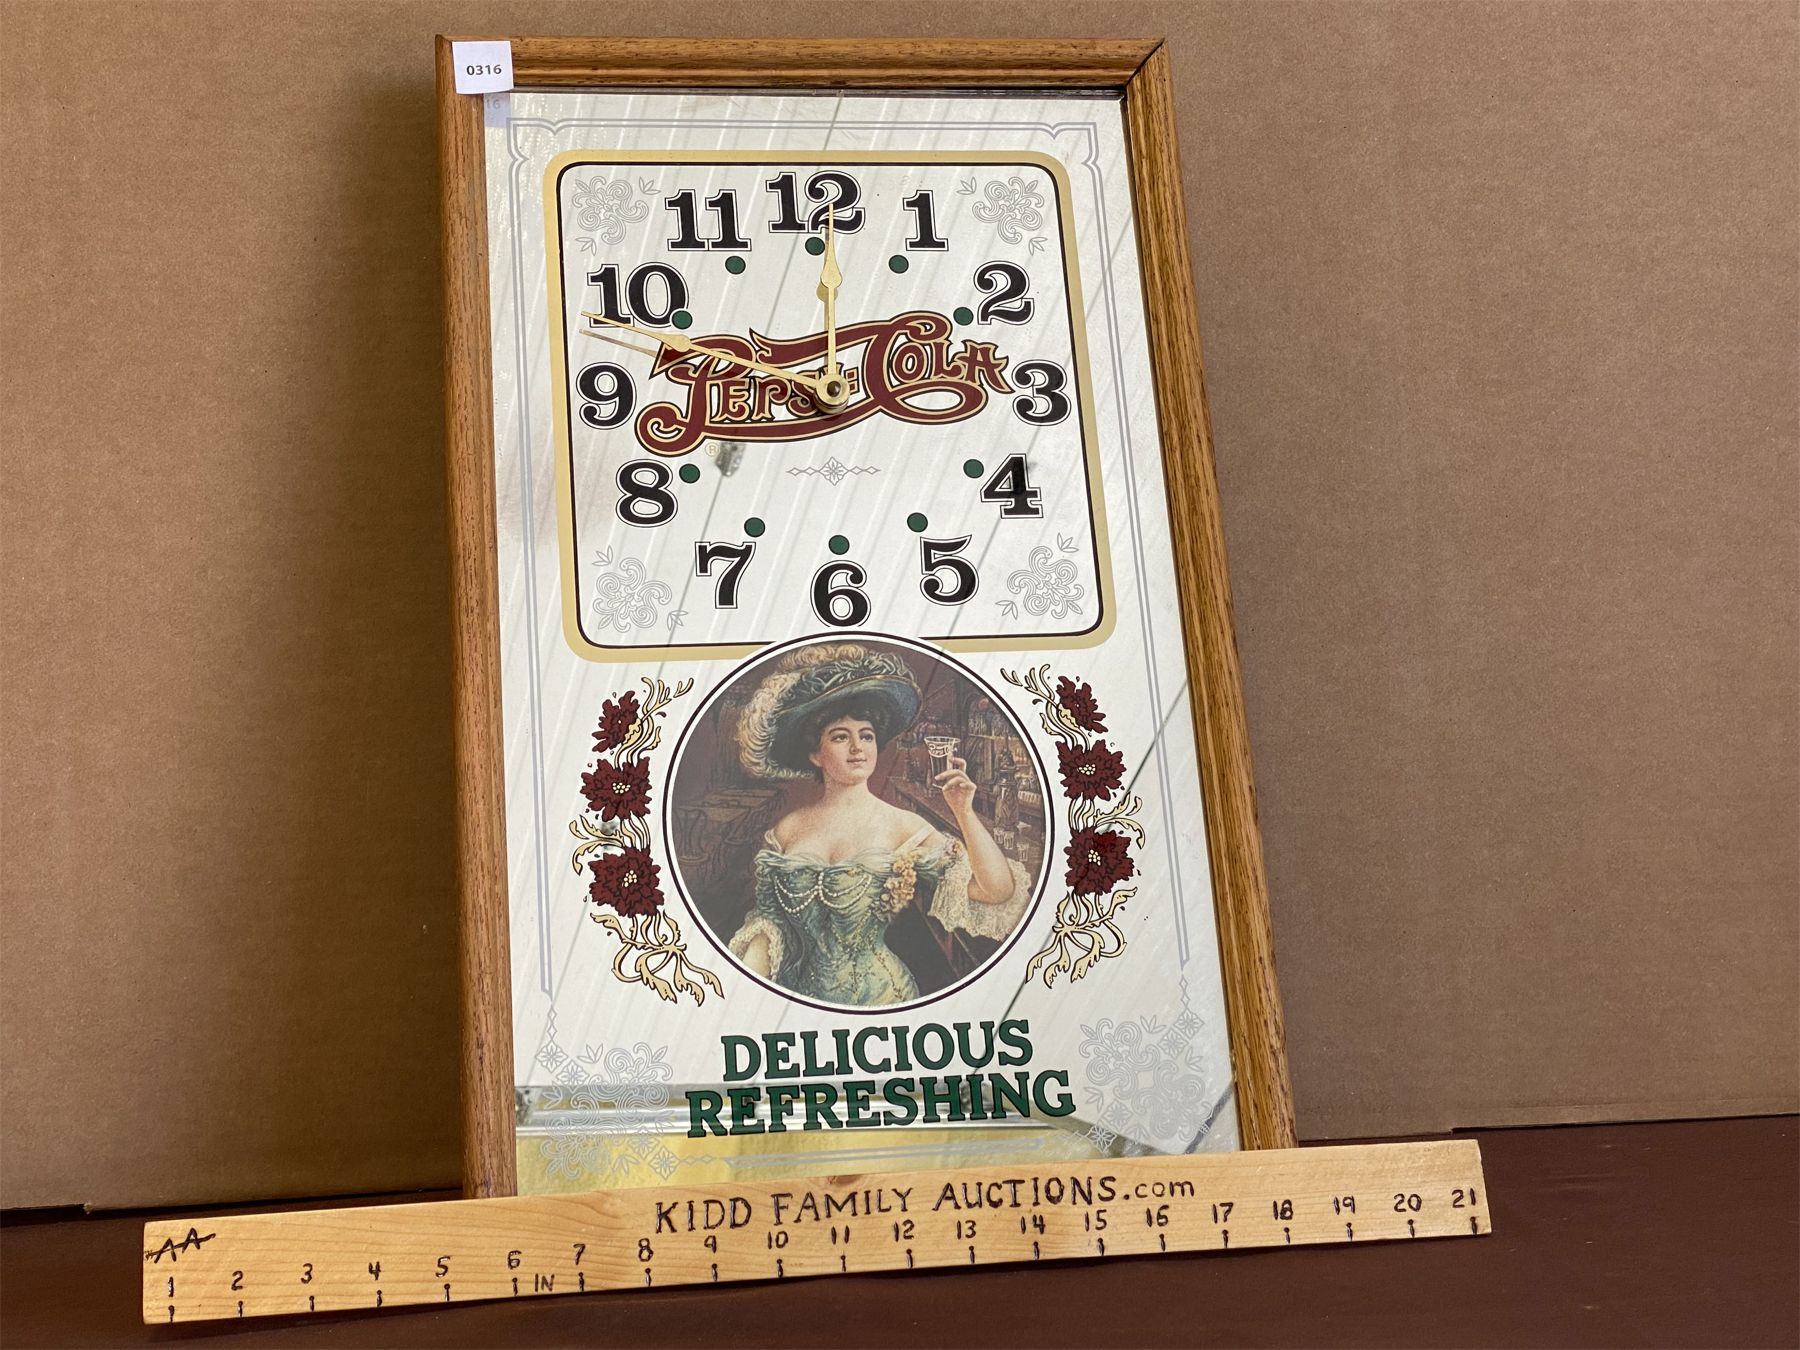 0316
12
11 1
10 2
PEPSI-COLA
9 3
®
8 4
7 5
6
DELICIOUS
REFRESHING
KIDD FAMILY AUCTIONS.com
AA
1 2 3 4 5 6 7 8 9 10 11 12 13 14 15 16 17 18 19 20 21
IN